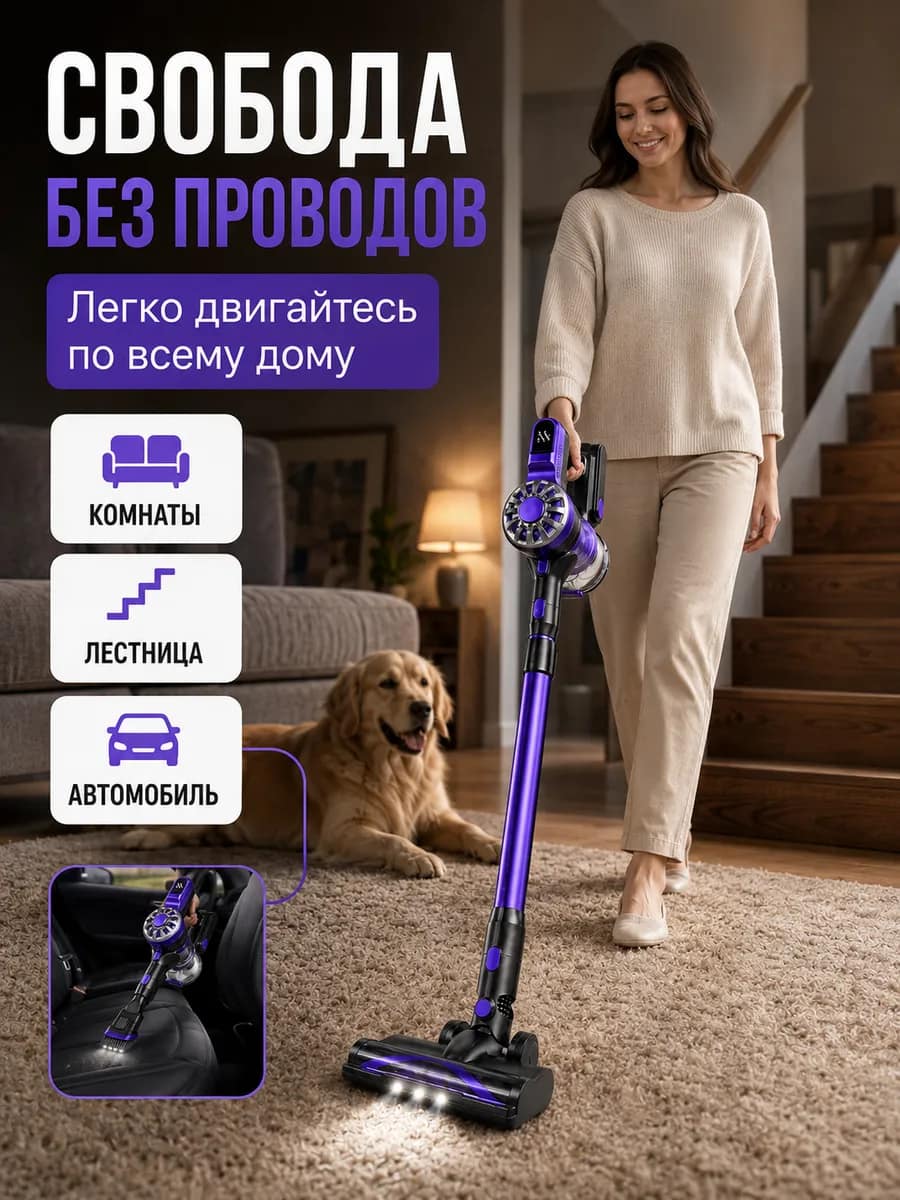 СВОБОДА
БЕЗ ПРОВОДОВ
Легко двигайтесь
по всему дому
КОМНАТЫ
ЛЕСТНИЦА
АВТОМОБИЛЬ